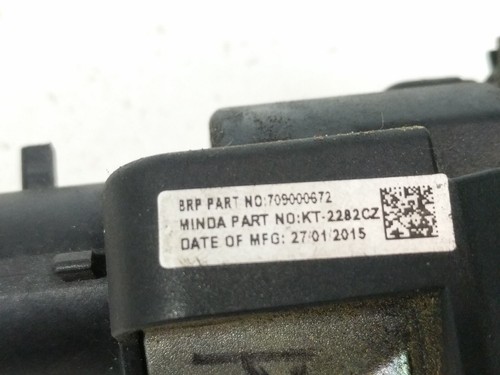 BRP PART NO:709000672
MINDA PART NO:KT-2282CZ
DATE OF MFG: 27/01/2015